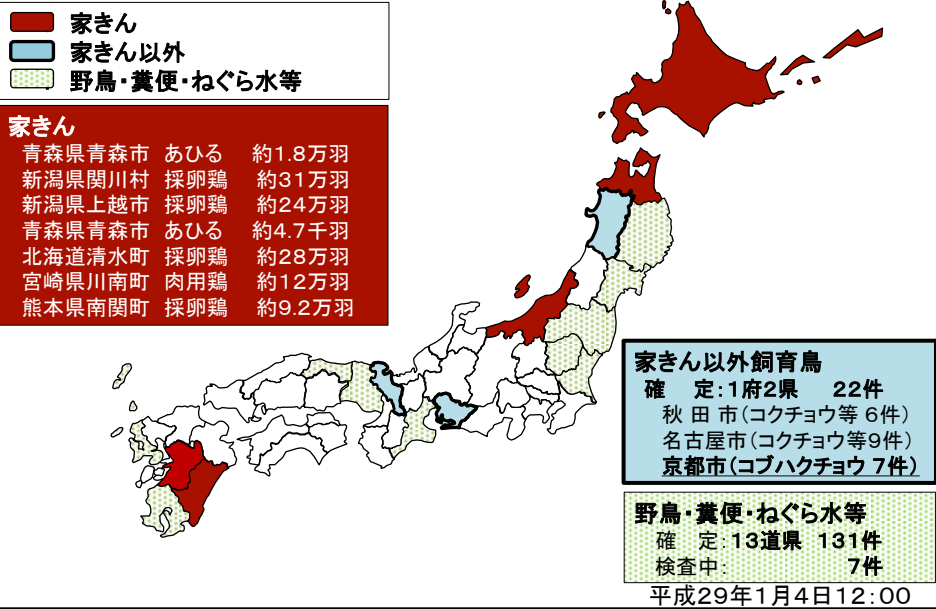 家きん
家きん以外
野鳥・糞便・ねぐら水等
家きん
青森県青森市 あひる 約1.8万羽
新潟県関川村 採卵鶏 約31万羽
新潟県上越市 採卵鶏 約24万羽
青森県青森市 あひる 約4.7千羽
北海道清水町 採卵鶏 約28万羽
宮崎県川南町 肉用鶏 約12万羽
熊本県南関町 採卵鶏 約9.2万羽
家きん以外飼育鳥
確 定:1府2県 22件
秋 田 市(コクチョウ等 6件)
名古屋市(コクチョウ等9件)
京都市(コブハクチョウ 7件)
野鳥・糞便・ねぐら水等
確 定:13道県 131件
検査中: 7件
平成29年1月4日12:00